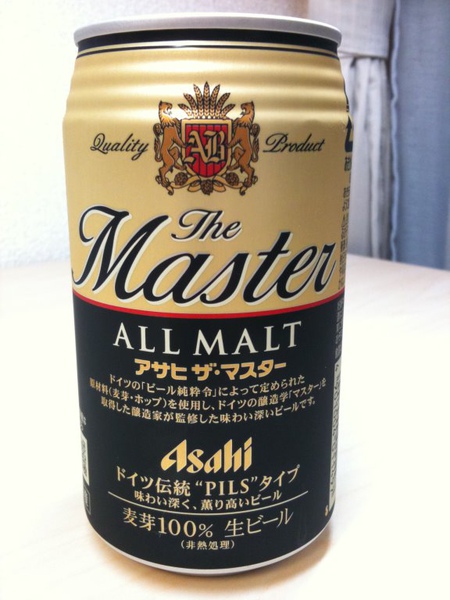 Quality Product
AB
The
Master
ALL MALT
アサヒ ザ・マスター
ドイツの「ビール純粋令」によって定められた
原材料(麦芽・ホップ)を使用し、ドイツの醸造学「マスター」を
取得した醸造家が監修した味わい深いビールです。
Asahi
ドイツ伝統“PILS”タイプ
味わい深く、薫り高いビール
麦芽100% 生ビール
(非熱処理)